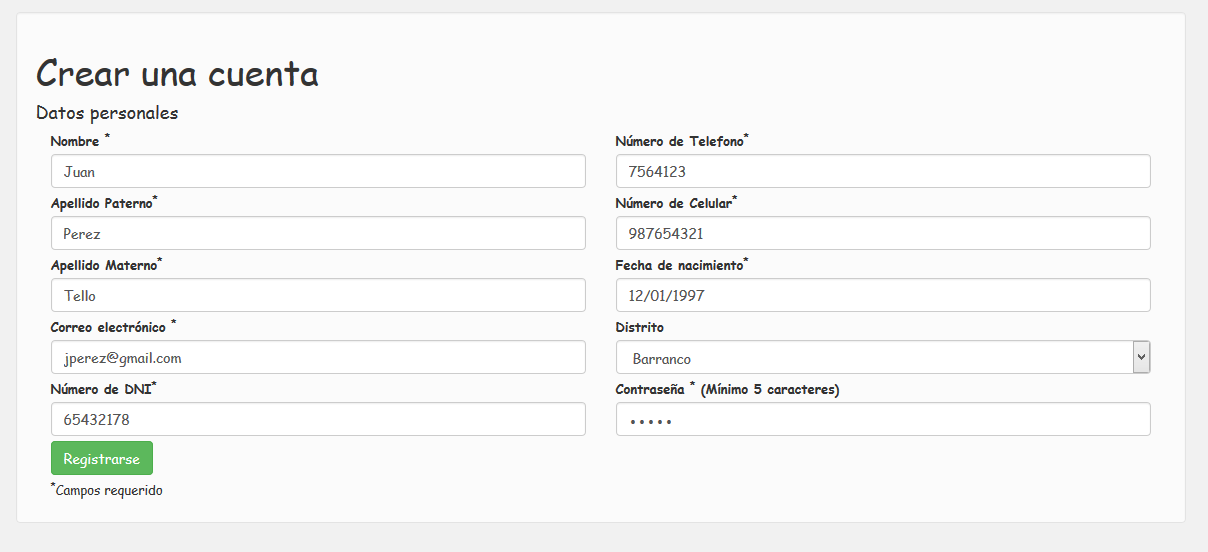 Crear una cuenta
Datos personales
Nombre *
Juan
Apellido Paterno*
Perez
Apellido Materno*
Tello
Correo electrónico *
jperez@gmail.com
Número de DNI*
65432178
Número de Telefono*
7564123
Número de Celular*
987654321
Fecha de nacimiento*
12/01/1997
Distrito
Barranco
Contraseña * (Mínimo 5 caracteres)
•••••
Registrarse
*Campos requerido